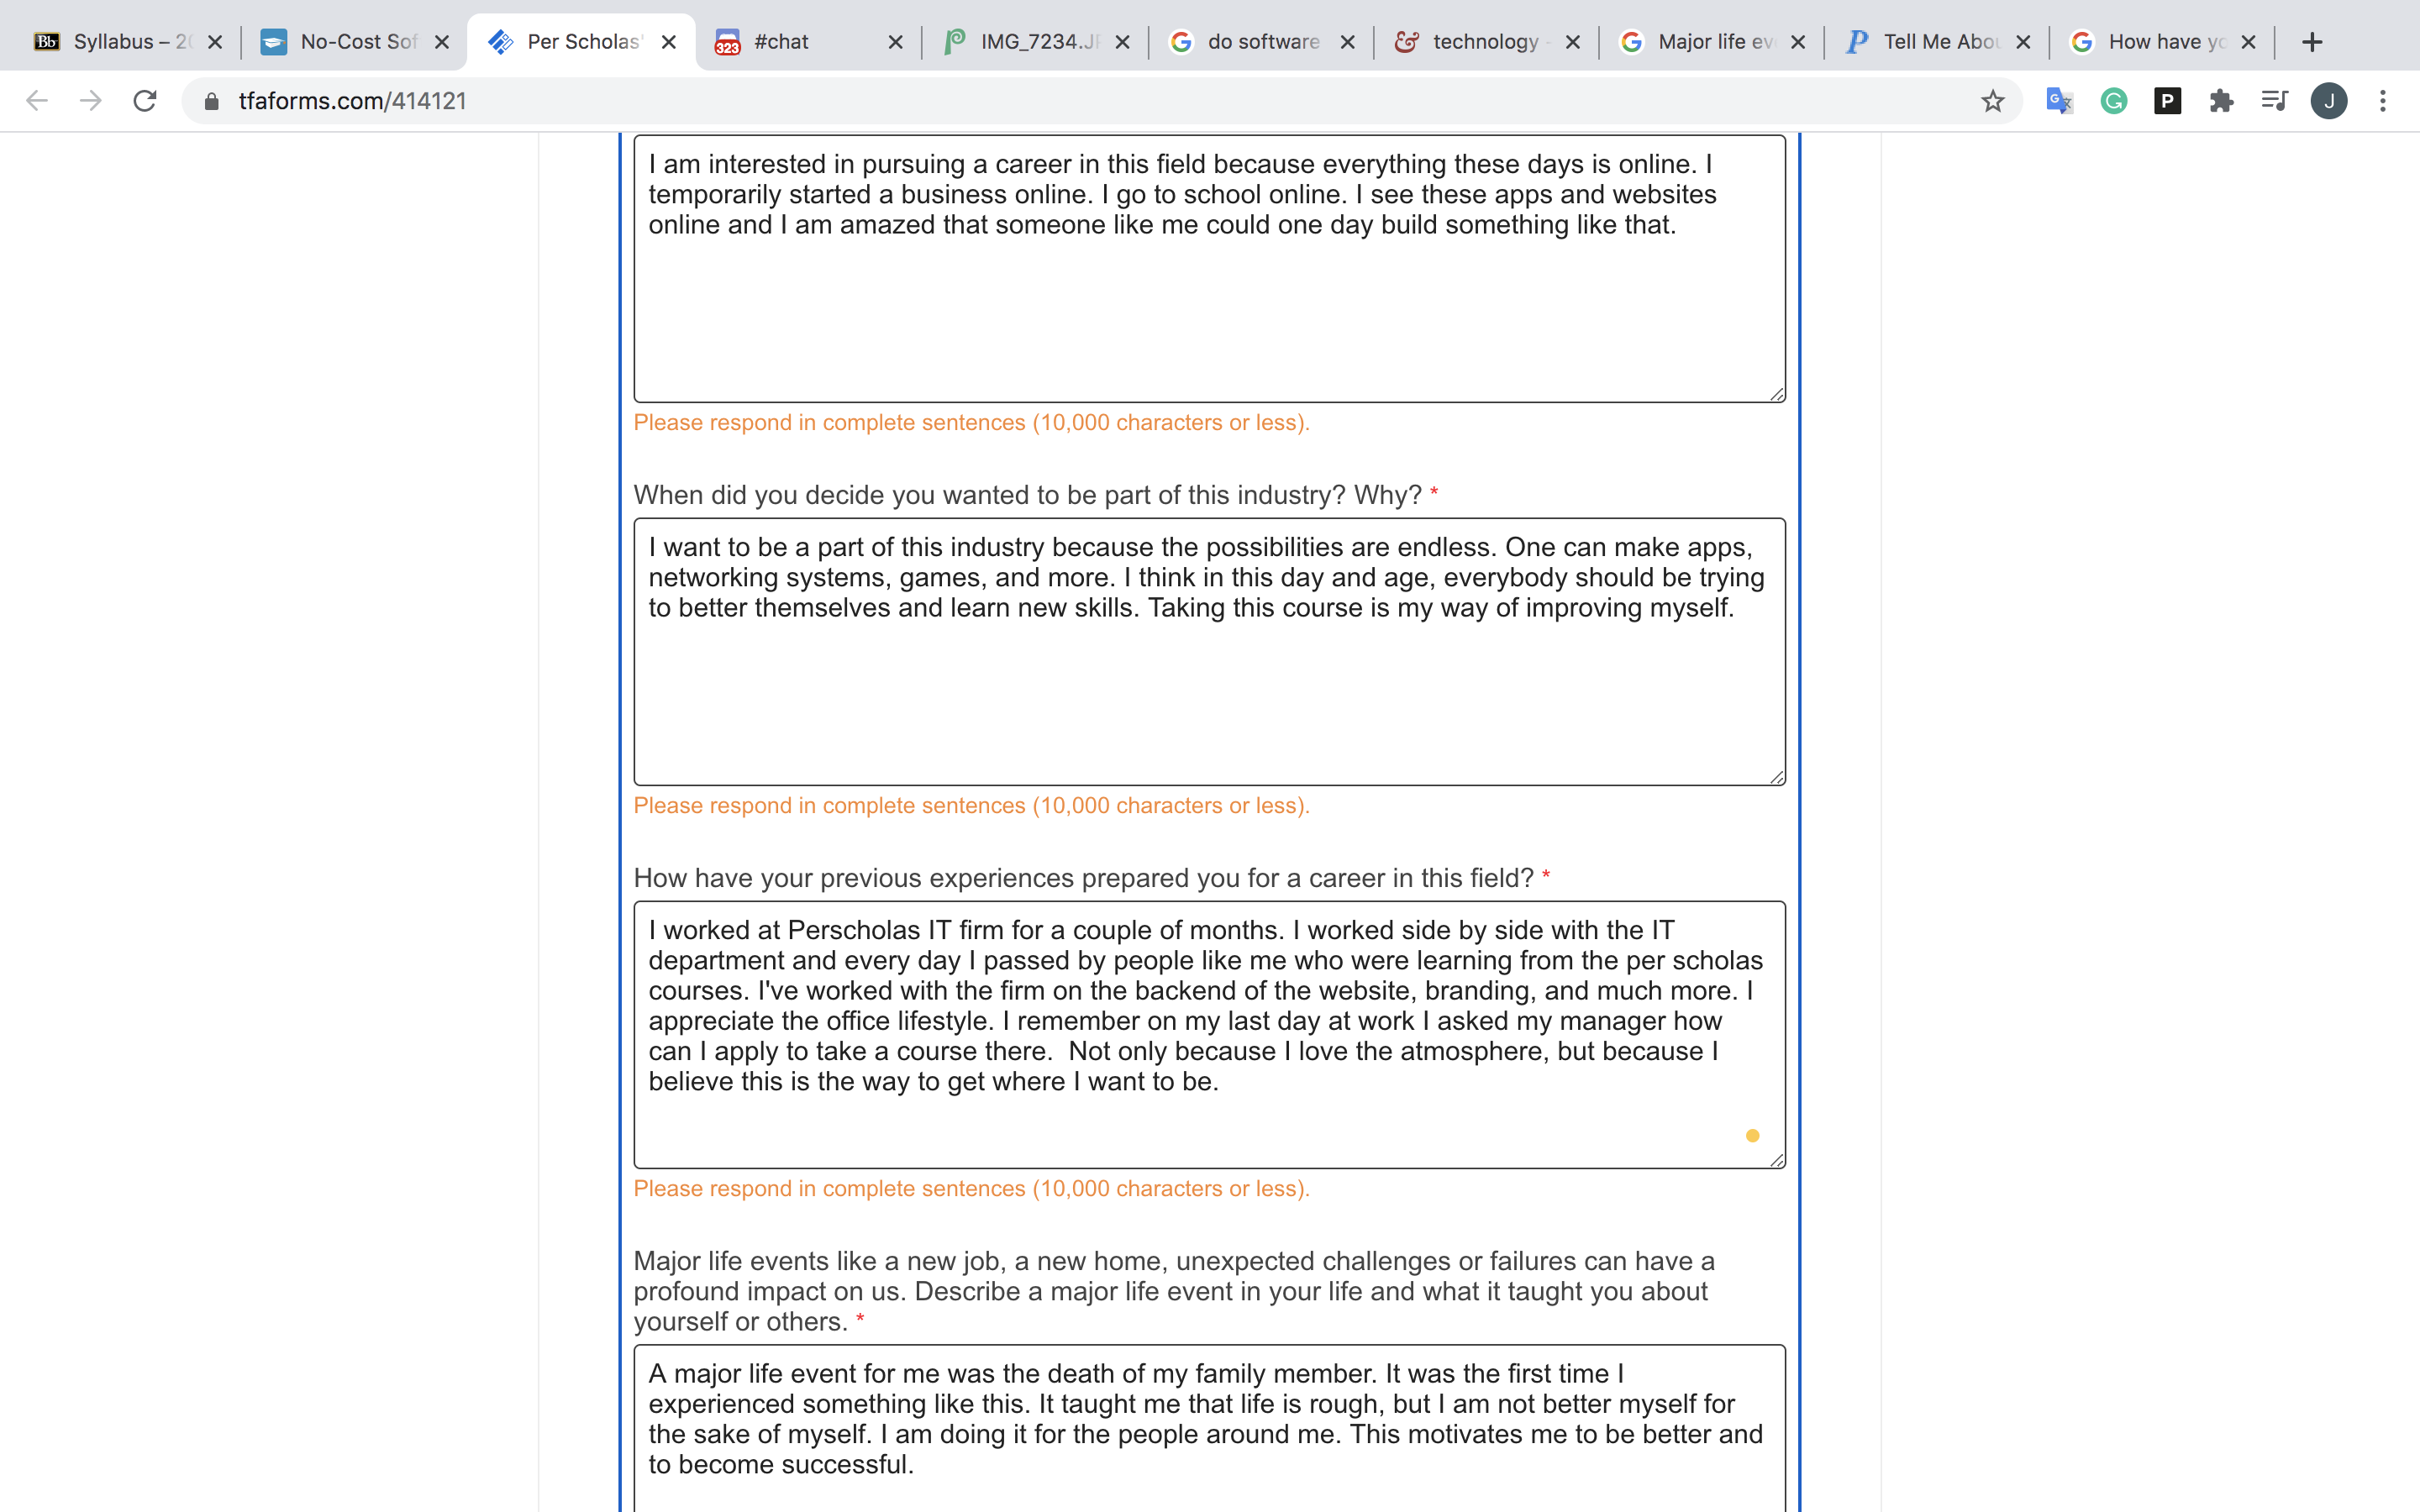 Bb Syllabus – 20
No-Cost Sof
Per Scholas'
323 #chat
IMG_7234.JP
do software
technology -
Major life ev
Tell Me Abou
How have yo
tfaforms.com/414121
P
J
I am interested in pursuing a career in this field because everything these days is online. I
temporarily started a business online. I go to school online. I see these apps and websites
online and I am amazed that someone like me could one day build something like that.
Please respond in complete sentences (10,000 characters or less).
When did you decide you wanted to be part of this industry? Why? *
I want to be a part of this industry because the possibilities are endless. One can make apps,
networking systems, games, and more. I think in this day and age, everybody should be trying
to better themselves and learn new skills. Taking this course is my way of improving myself.
Please respond in complete sentences (10,000 characters or less).
How have your previous experiences prepared you for a career in this field? *
I worked at Perscholas IT firm for a couple of months. I worked side by side with the IT
department and every day I passed by people like me who were learning from the per scholas
courses. I've worked with the firm on the backend of the website, branding, and much more. I
appreciate the office lifestyle. I remember on my last day at work I asked my manager how
can I apply to take a course there.  Not only because I love the atmosphere, but because I
believe this is the way to get where I want to be.
Please respond in complete sentences (10,000 characters or less).
Major life events like a new job, a new home, unexpected challenges or failures can have a
profound impact on us. Describe a major life event in your life and what it taught you about
yourself or others. *
A major life event for me was the death of my family member. It was the first time I
experienced something like this. It taught me that life is rough, but I am not better myself for
the sake of myself. I am doing it for the people around me. This motivates me to be better and
to become successful.